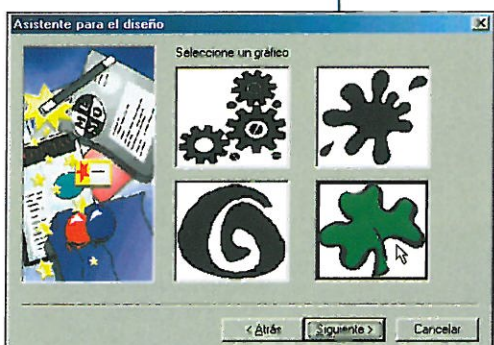 Asistente para el diseño
Seleccione un gráfico
< Atrás
Siguiente >
Cancelar